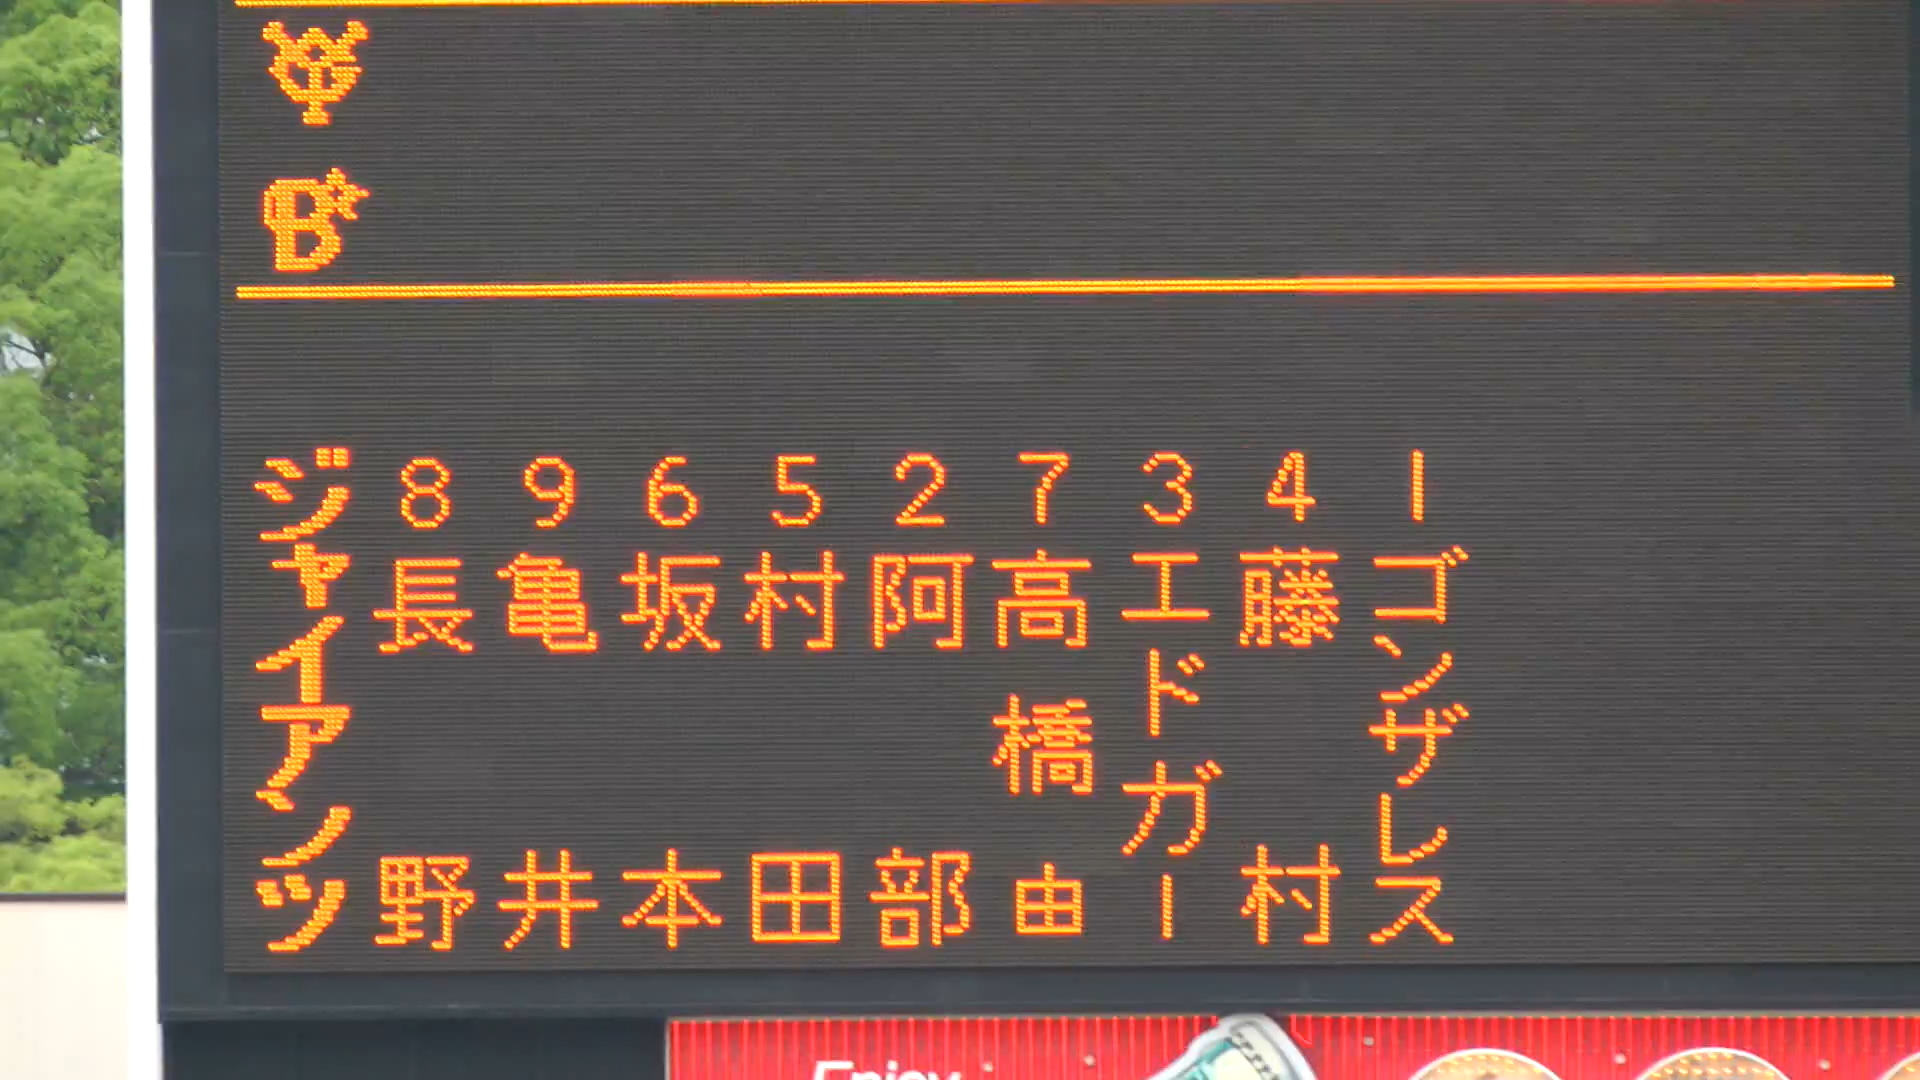 B
ジャイアンツ
8 長野
9 亀井
6 坂本
5 村田
2 阿部
7 高橋由
3 エドガー
4 藤村
1 ゴンザレス
Enjoy